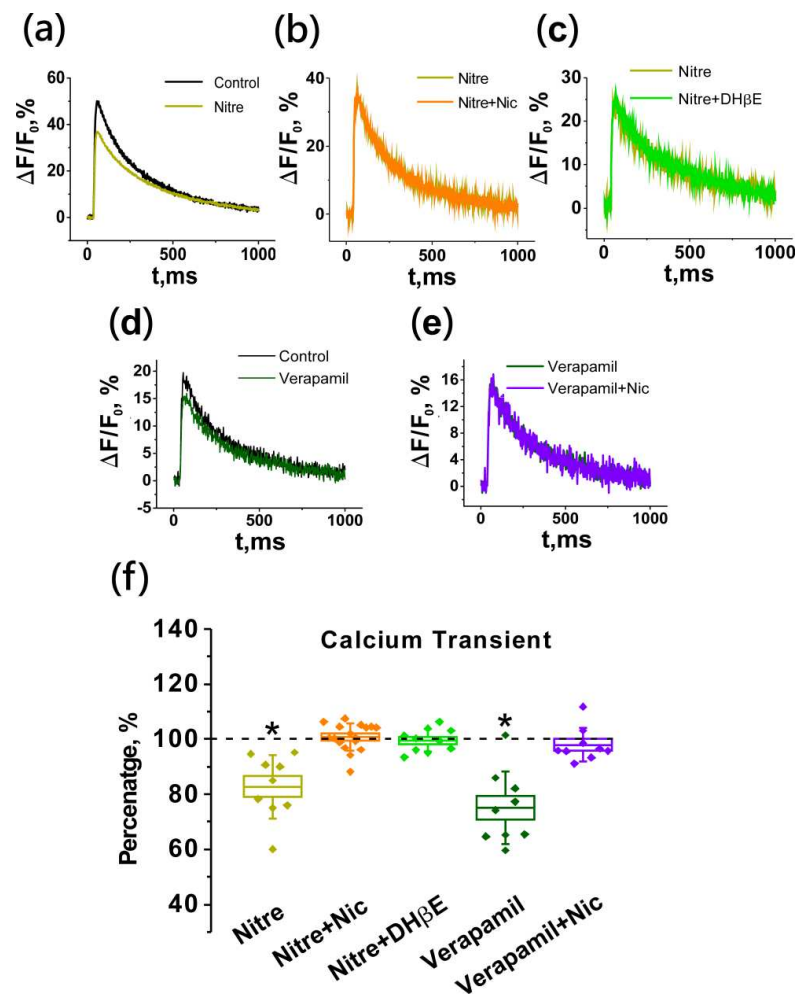 (a)
ΔF/F0, %
60
40
20
0
Control
Nitre
0 500 1000
t,ms
(b)
ΔF/F0, %
40
20
0
Nitre
Nitre+Nic
0 500 1000
t,ms
(c)
ΔF/F0, %
30
20
10
0
Nitre
Nitre+DHβE
0 500 1000
t,ms
(d)
ΔF/F0, %
20
15
10
5
0
-5
Control
Verapamil
0 500 1000
t,ms
(e)
ΔF/F0, %
16
12
8
4
0
Verapamil
Verapamil+Nic
0 500 1000
t,ms
(f)
Calcium Transient
Percenatge, %
140
120
100
80
60
40
*
*
Nitre
Nitre+Nic
Nitre+DHβE
Verapamil
Verapamil+Nic